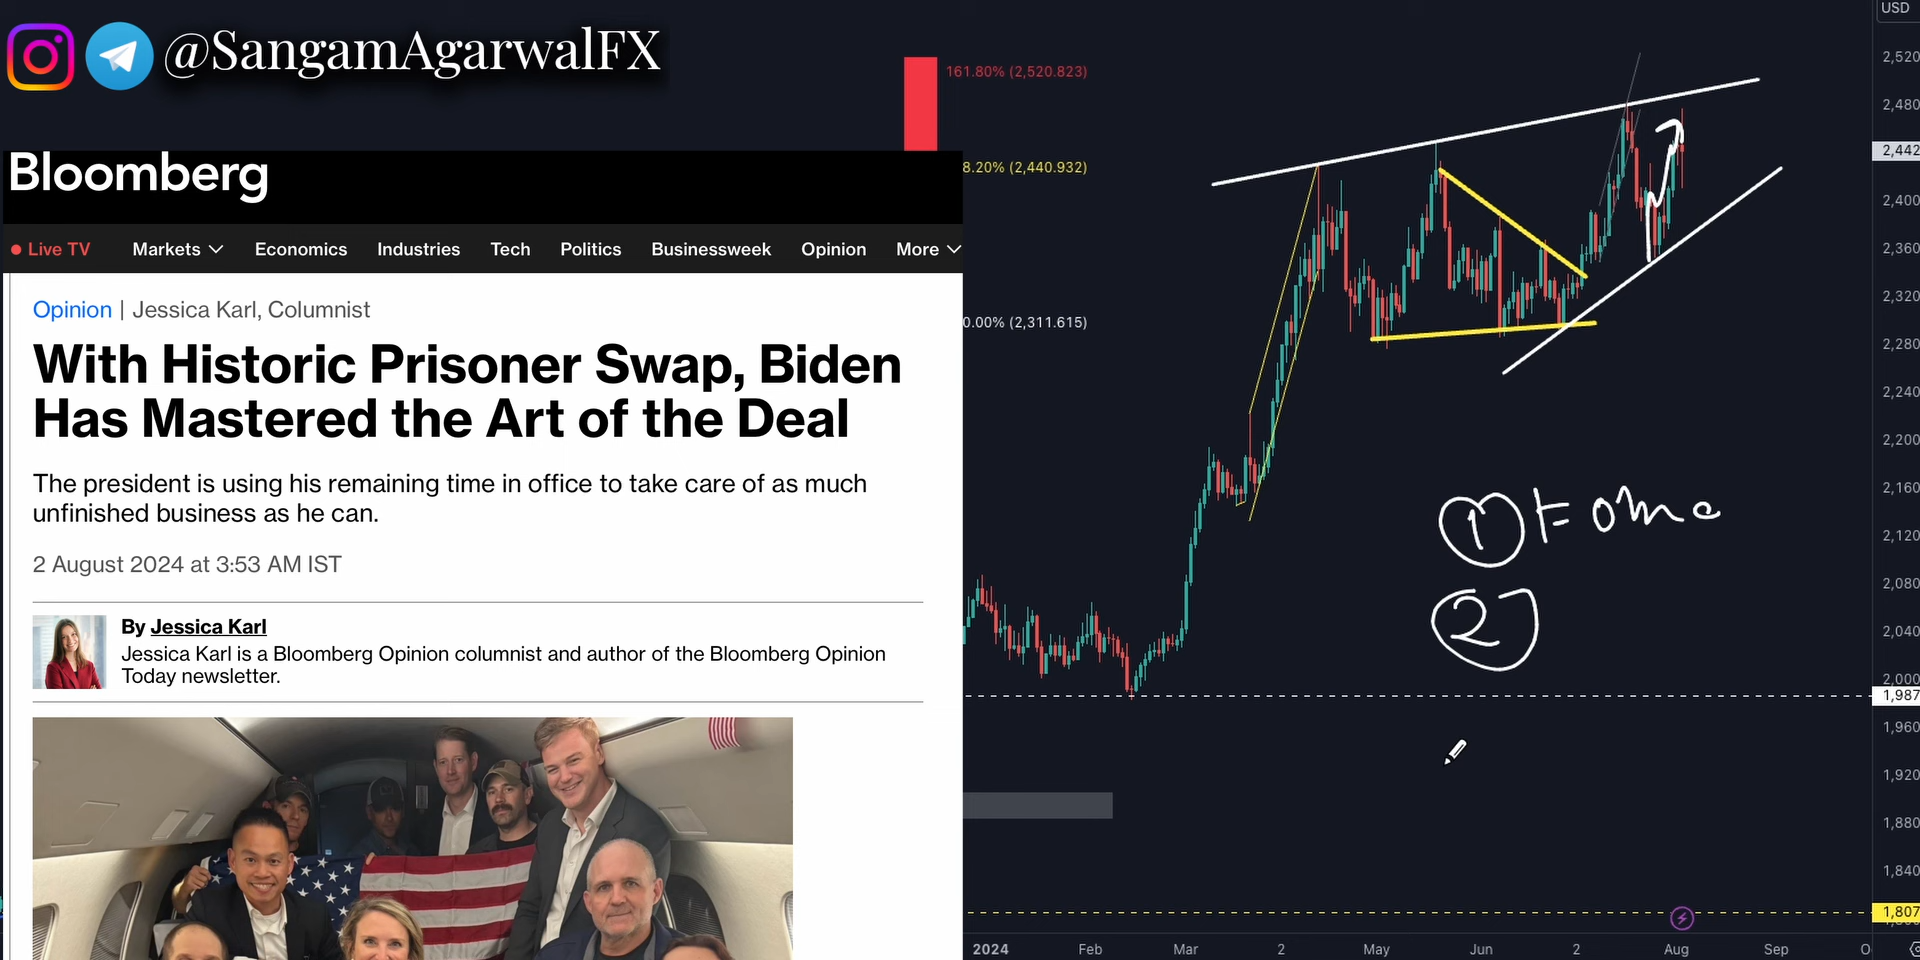 @SangamAgarwalFX
Bloomberg
Live TV Markets Economics Industries Tech Politics Businessweek Opinion More
Opinion | Jessica Karl, Columnist
With Historic Prisoner Swap, Biden
Has Mastered the Art of the Deal
The president is using his remaining time in office to take care of as much
unfinished business as he can.
2 August 2024 at 3:53 AM IST
By Jessica Karl
Jessica Karl is a Bloomberg Opinion columnist and author of the Bloomberg Opinion
Today newsletter.
161.80% (2,520.823)
8.20% (2,440.932)
0.00% (2,311.615)
1
2
USD
2,520
2,480
2,442
2,400
2,360
2,320
2,280
2,240
2,200
2,160
2,120
2,080
2,040
2,000
1,987
1,960
1,920
1,880
1,840
1,807
2024 Feb Mar 2 May Jun 2 Aug Sep